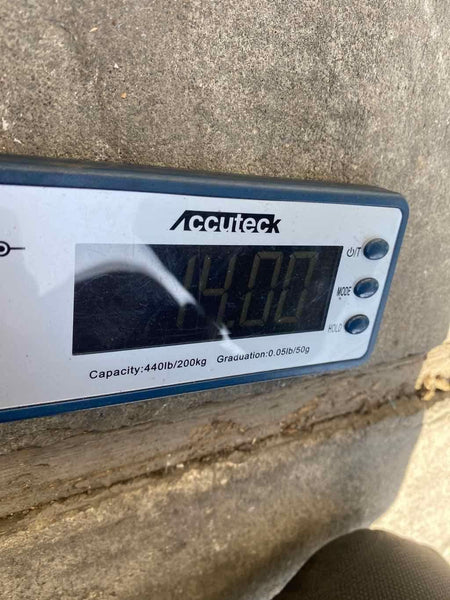 Accuteck
14.00
⏻/T
MODE
HOLD
Capacity:440lb/200kg Graduation:0.05lb/50g